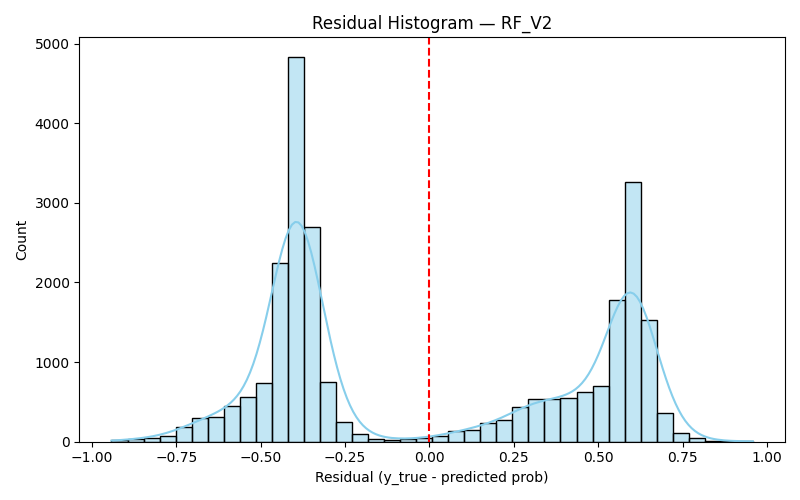 Residual Histogram — RF_V2
5000
4000
3000
2000
1000
0
Count
−1.00 −0.75 −0.50 −0.25 0.00 0.25 0.50 0.75 1.00
Residual (y_true - predicted prob)